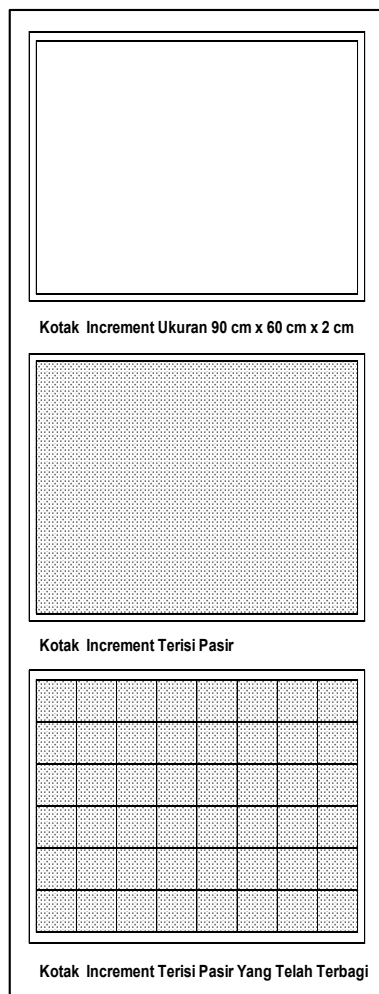 Kotak Increment Ukuran 90 cm x 60 cm x 2 cm
Kotak Increment Terisi Pasir
Kotak Increment Terisi Pasir Yang Telah Terbagi